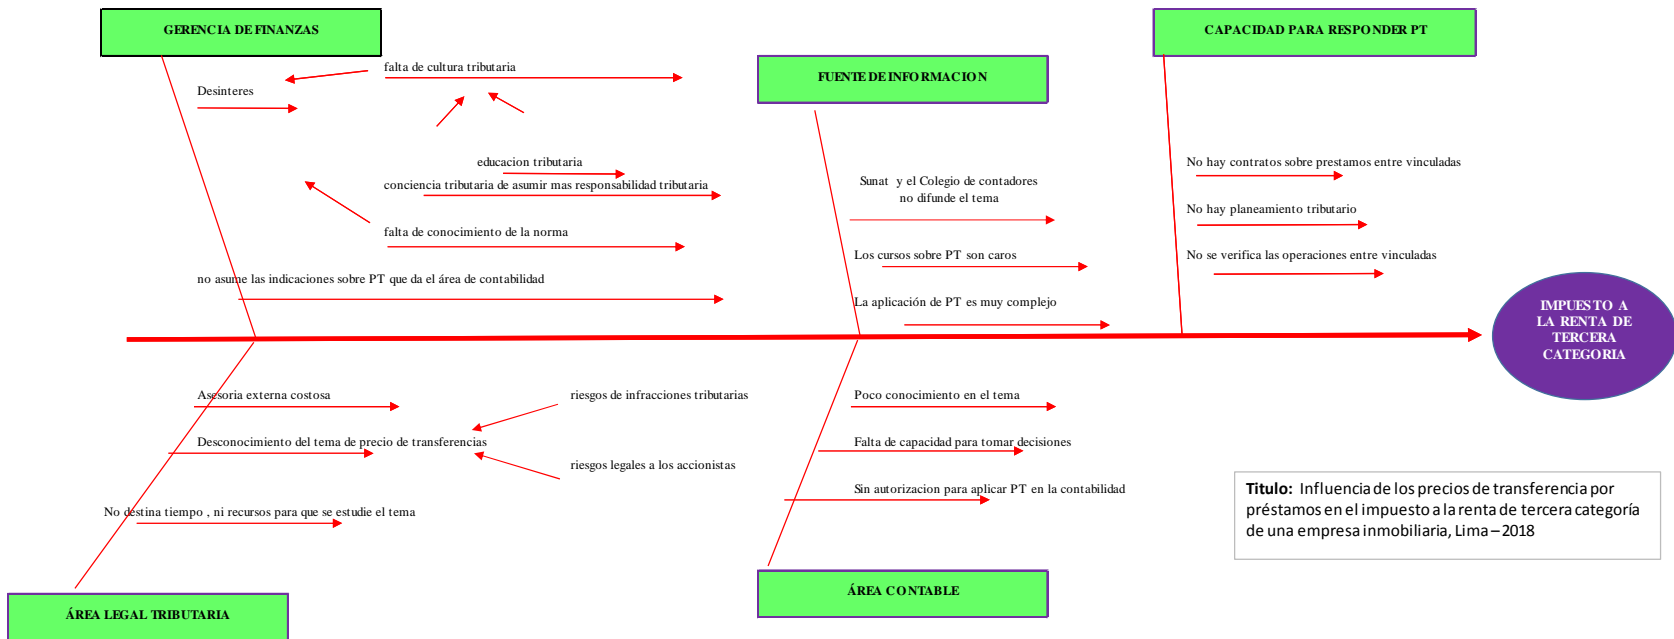 GERENCIA DE FINANZAS
falta de cultura tributaria
Desinteres
educacion tributaria
conciencia tributaria de asumir mas responsabilidad tributaria
falta de conocimiento de la norma
no asume las indicaciones sobre PT que da el área de contabilidad
FUENTE DE INFORMACION
Sunat y el Colegio de contadores
no difunde el tema
Los cursos sobre PT son caros
La aplicación de PT es muy complejo
CAPACIDAD PARA RESPONDER PT
No hay contratos sobre prestamos entre vinculadas
No hay planeamiento tributario
No se verifica las operaciones entre vinculadas
IMPUESTO A
LA RENTA DE
TERCERA
CATEGORIA
Asesoria externa costosa
riesgos de infracciones tributarias
Desconocimiento del tema de precio de transferencias
riesgos legales a los accionistas
No destina tiempo , ni recursos para que se estudie el tema
ÁREA LEGAL TRIBUTARIA
Poco conocimiento en el tema
Falta de capacidad para tomar decisiones
Sin autorizacion para aplicar PT en la contabilidad
ÁREA CONTABLE
Titulo: Influencia de los precios de transferencia por
préstamos en el impuesto a la renta de tercera categoría
de una empresa inmobiliaria, Lima – 2018